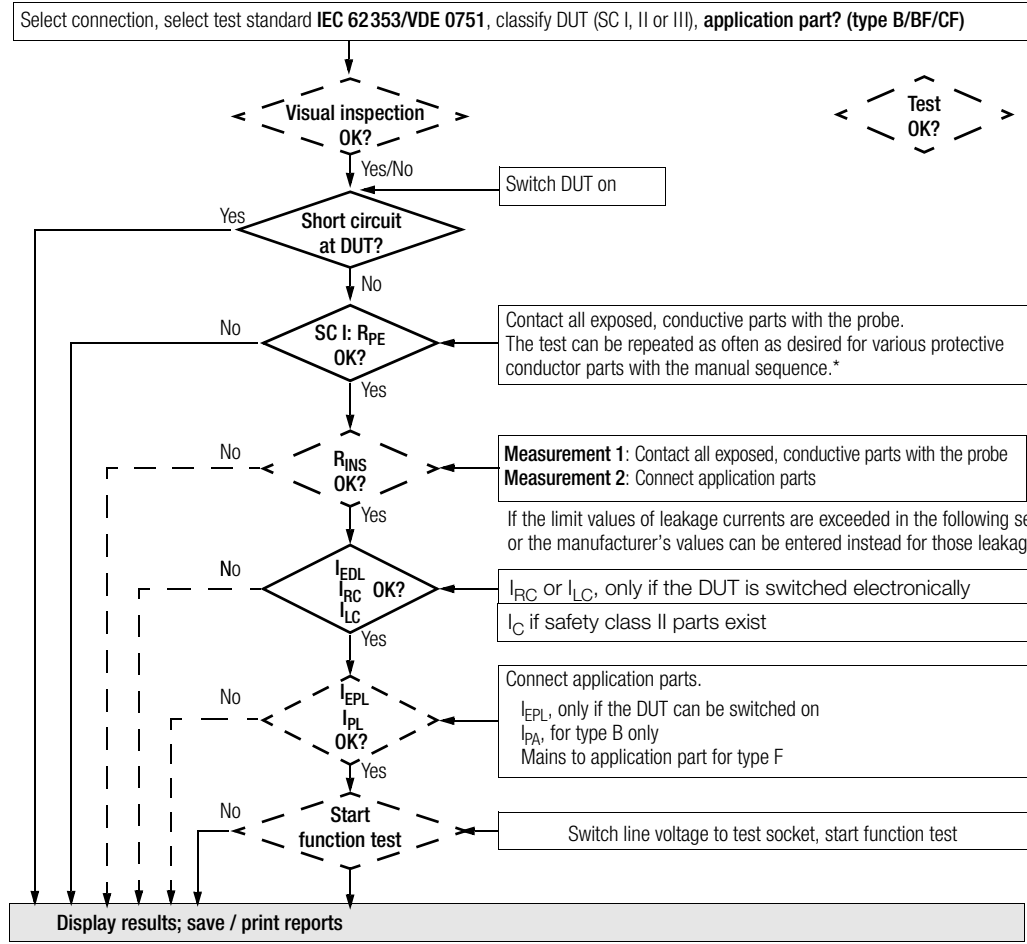 Select connection, select test standard IEC 62353/VDE 0751, classify DUT (SC I, II or III), application part? (type B/BF/CF)
Visual inspection
OK?
Test
OK?
Yes/No
Switch DUT on
Yes
Short circuit
at DUT?
No
No
SC I: RPE
OK?
Contact all exposed, conductive parts with the probe.
The test can be repeated as often as desired for various protective
conductor parts with the manual sequence.*
Yes
No
RINS
OK?
Measurement 1: Contact all exposed, conductive parts with the probe
Measurement 2: Connect application parts
Yes
If the limit values of leakage currents are exceeded in the following se
or the manufacturer's values can be entered instead for those leakag
No
IEDL
IRC OK?
ILC
IRC or ILC, only if the DUT is switched electronically
IC if safety class II parts exist
Yes
No
IEPL
IPL
OK?
Connect application parts.
IEPL, only if the DUT can be switched on
IPA, for type B only
Mains to application part for type F
Yes
No
Start
function test
Switch line voltage to test socket, start function test
Display results; save / print reports